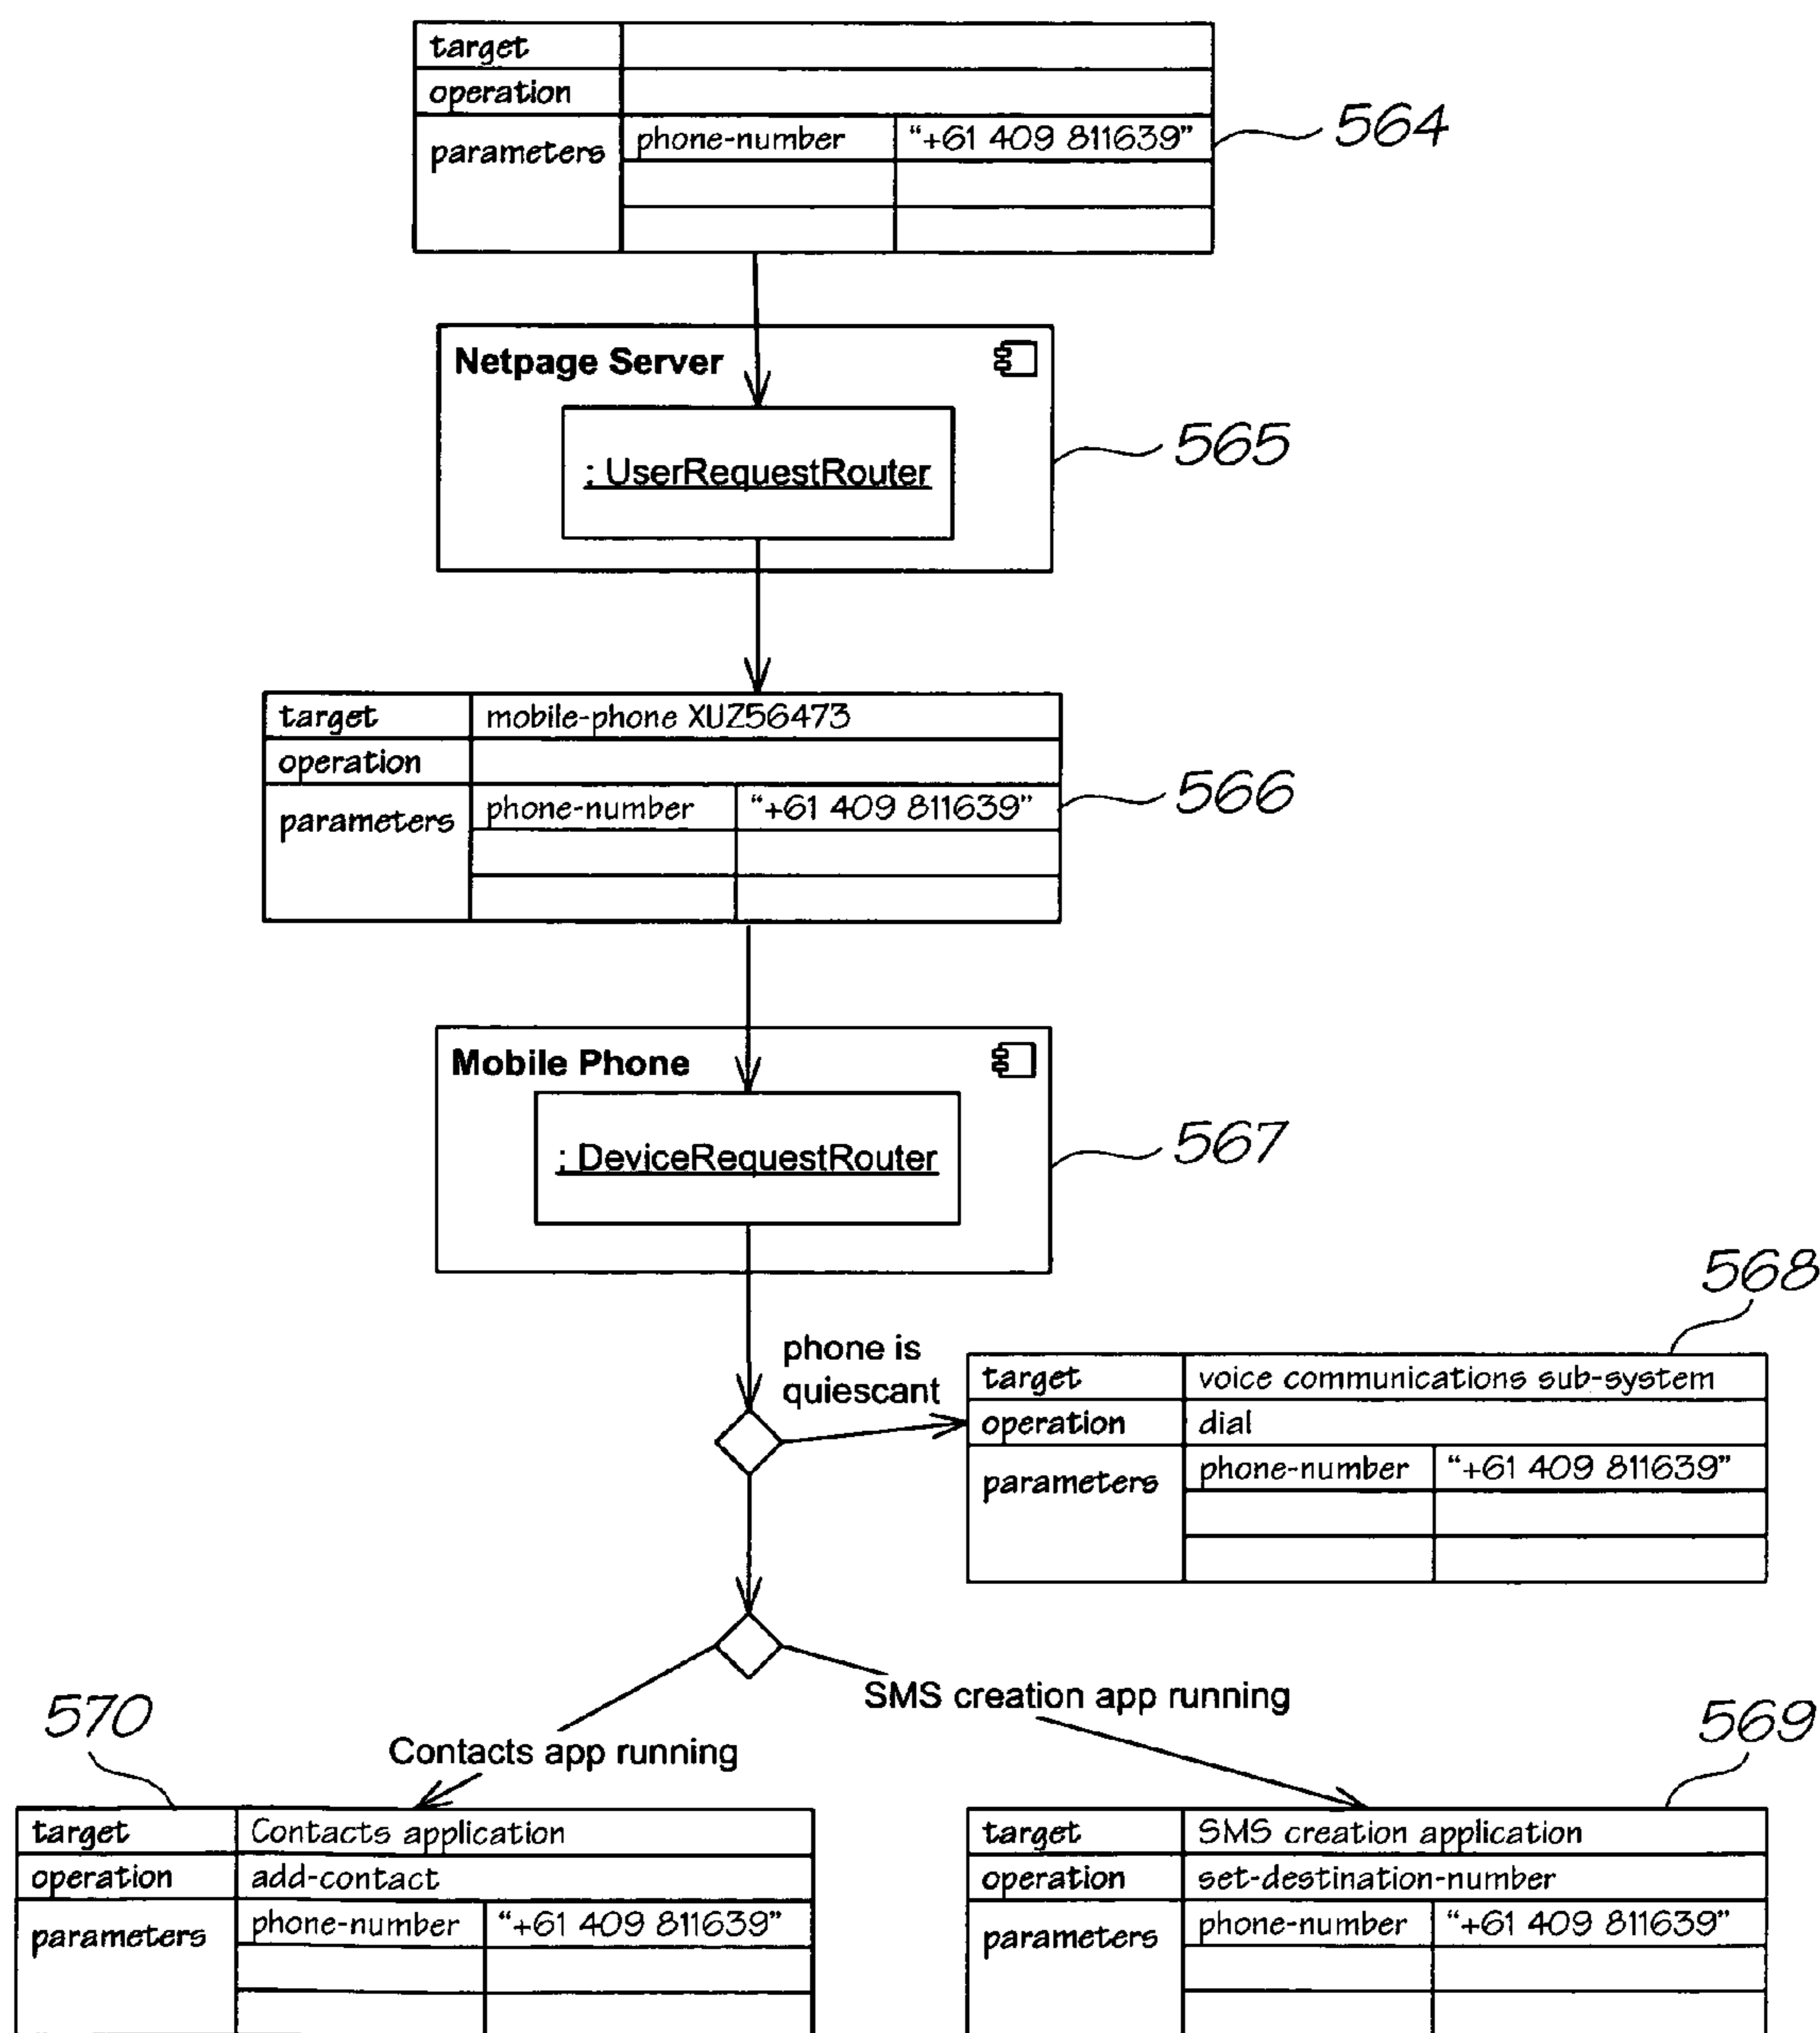 target
operation
parameters phone-number "+61 409 811639"
564
Netpage Server
: UserRequestRouter
565
target mobile-phone XUZ56473
operation
parameters phone-number "+61 409 811639"
566
Mobile Phone
: DeviceRequestRouter
567
568
phone is
quiescant
target voice communications sub-system
operation dial
parameters phone-number "+61 409 811639"
SMS creation app running
Contacts app running
570
target Contacts application
operation add-contact
parameters phone-number "+61 409 811639"
569
target SMS creation application
operation set-destination-number
parameters phone-number "+61 409 811639"